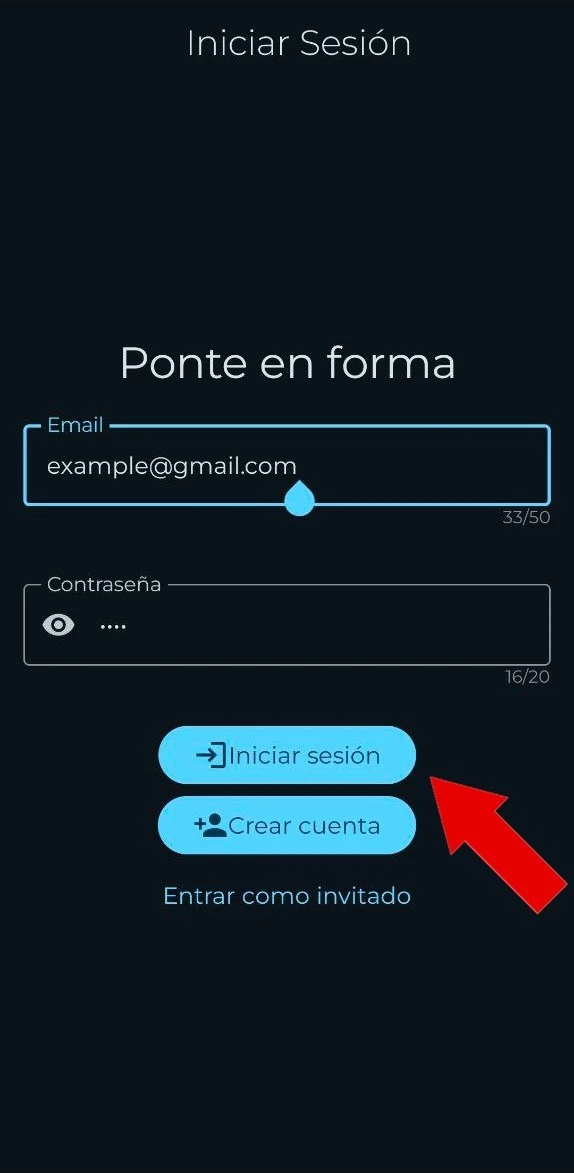 Iniciar Sesión
Ponte en forma
Email
example@gmail.com
33/50
Contraseña
••••
16/20
Iniciar sesión
Crear cuenta
Entrar como invitado